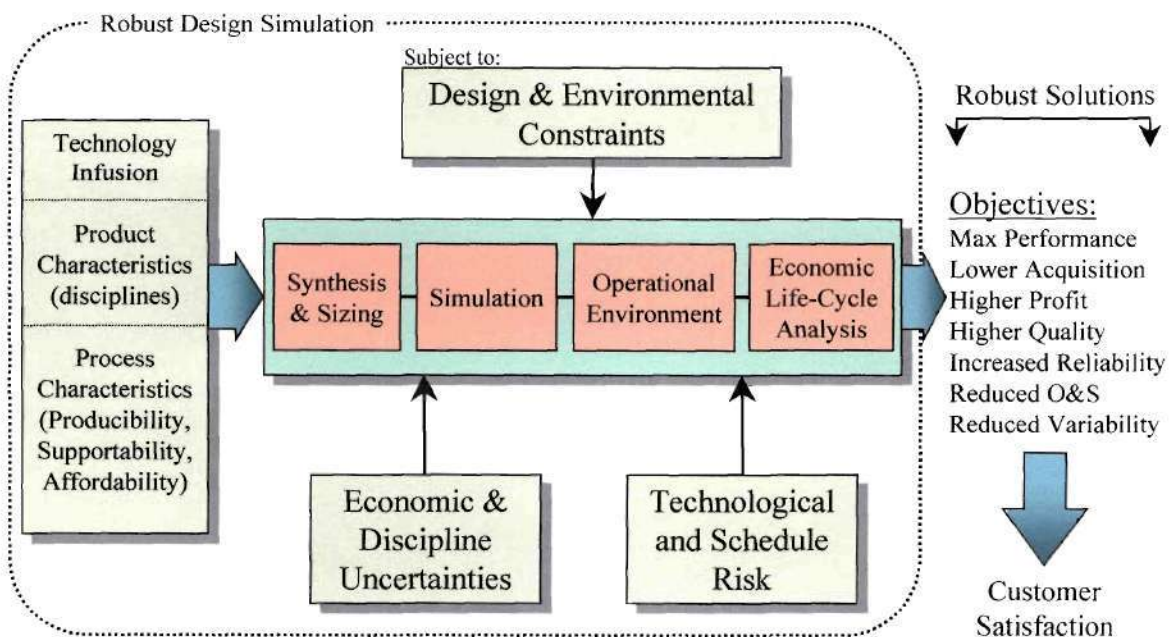 Robust Design Simulation
Subject to:
Design & Environmental
Constraints
Technology
Infusion
Product
Characteristics
(disciplines)
Process
Characteristics
(Producibility,
Supportability,
Affordability)
Synthesis
& Sizing
Simulation
Operational
Environment
Economic
Life-Cycle
Analysis
Economic &
Discipline
Uncertainties
Technological
and Schedule
Risk
Robust Solutions
Objectives:
Max Performance
Lower Acquisition
Higher Profit
Higher Quality
Increased Reliability
Reduced O&S
Reduced Variability
Customer
Satisfaction